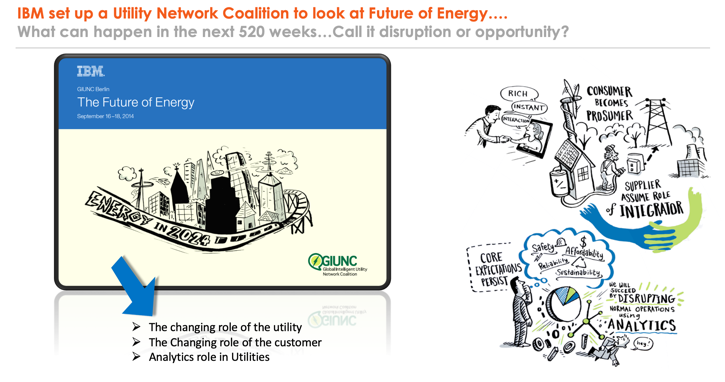 IBM set up a Utility Network Coalition to look at Future of Energy....
What can happen in the next 520 weeks...Call it disruption or opportunity?
IBM
GIUNC Berlin
The Future of Energy
September 16–18, 2014
ENERGY IN 2024
GIUNC
Global Intelligent Utility
Network Coalition
➢ The changing role of the utility
➢ The Changing role of the customer
➢ Analytics role in Utilities
RICH
INSTANT
INTERACTION
CONSUMER
BECOMES
PROSUMER
SUPPLIER
ASSUME ROLE
of INTEGRATOR
CORE
EXPECTATIONS
PERSIST
Safety
$
Affordability
Reliability
Sustainability
WE WILL
SUCCEED
BY DISRUPTING
NORMAL OPERATIONS
using
ANALYTICS
Hey!